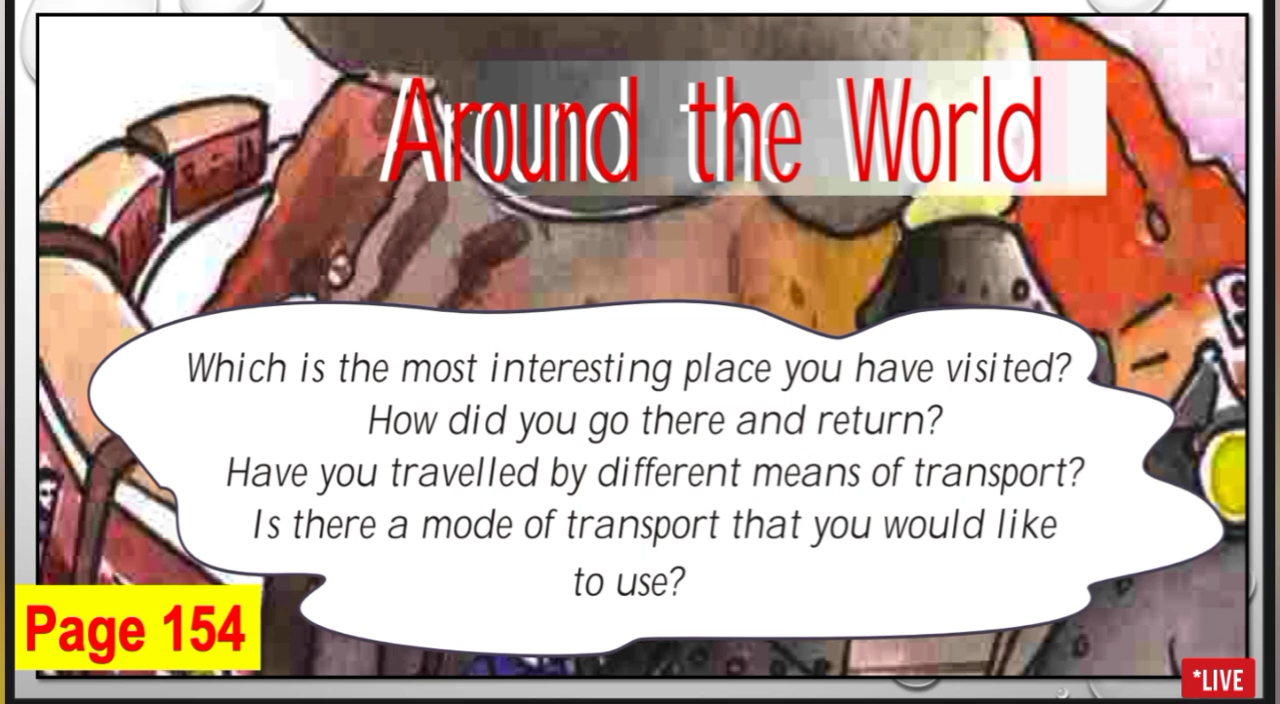 Around the World
Which is the most interesting place you have visited?
How did you go there and return?
Have you travelled by different means of transport?
Is there a mode of transport that you would like
to use?
Page 154
*LIVE